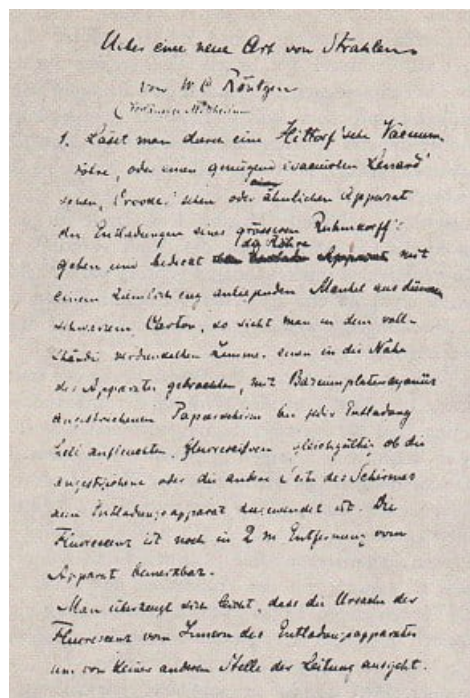 Ueber eine neue Art von Strahlen
von W C Röntgen
(Vorläufige Mittheilung
1. Lässt man durch eine Hittorf'sche Vacuum-
röhre, oder einen genügend evacuirten Lenard'
schen, Crookes'schen oder ähnlichen Apparat
die Entladungen eines grösseren Ruhmkorff's
die Röhre
gehen und bedeckt Apparat mit
einem ziemlich eng anliegenden Mantel aus dünnem
schwarzem Carton, so sieht man in dem voll-
ständig verdunkelten Zimmer einen in die Nähe
des Apparates gebrachten, mit Bariumplatincyanür
angestrichenen Papierschirm bei jeder Entladung
hell aufleuchten, fluoresciren, gleichgültig ob die
angestrichene oder die andere Seite des Schirmes
dem Entladungsapparat zugewendet ist. Die
Fluorescenz ist noch in 2 m Entfernung vom
Apparat bemerkbar.
Man überzeugt sich leicht, dass die Ursache der
Fluorescenz vom Innern des Entladungsapparates
und von keiner anderen Stelle der Leitung ausgeht.